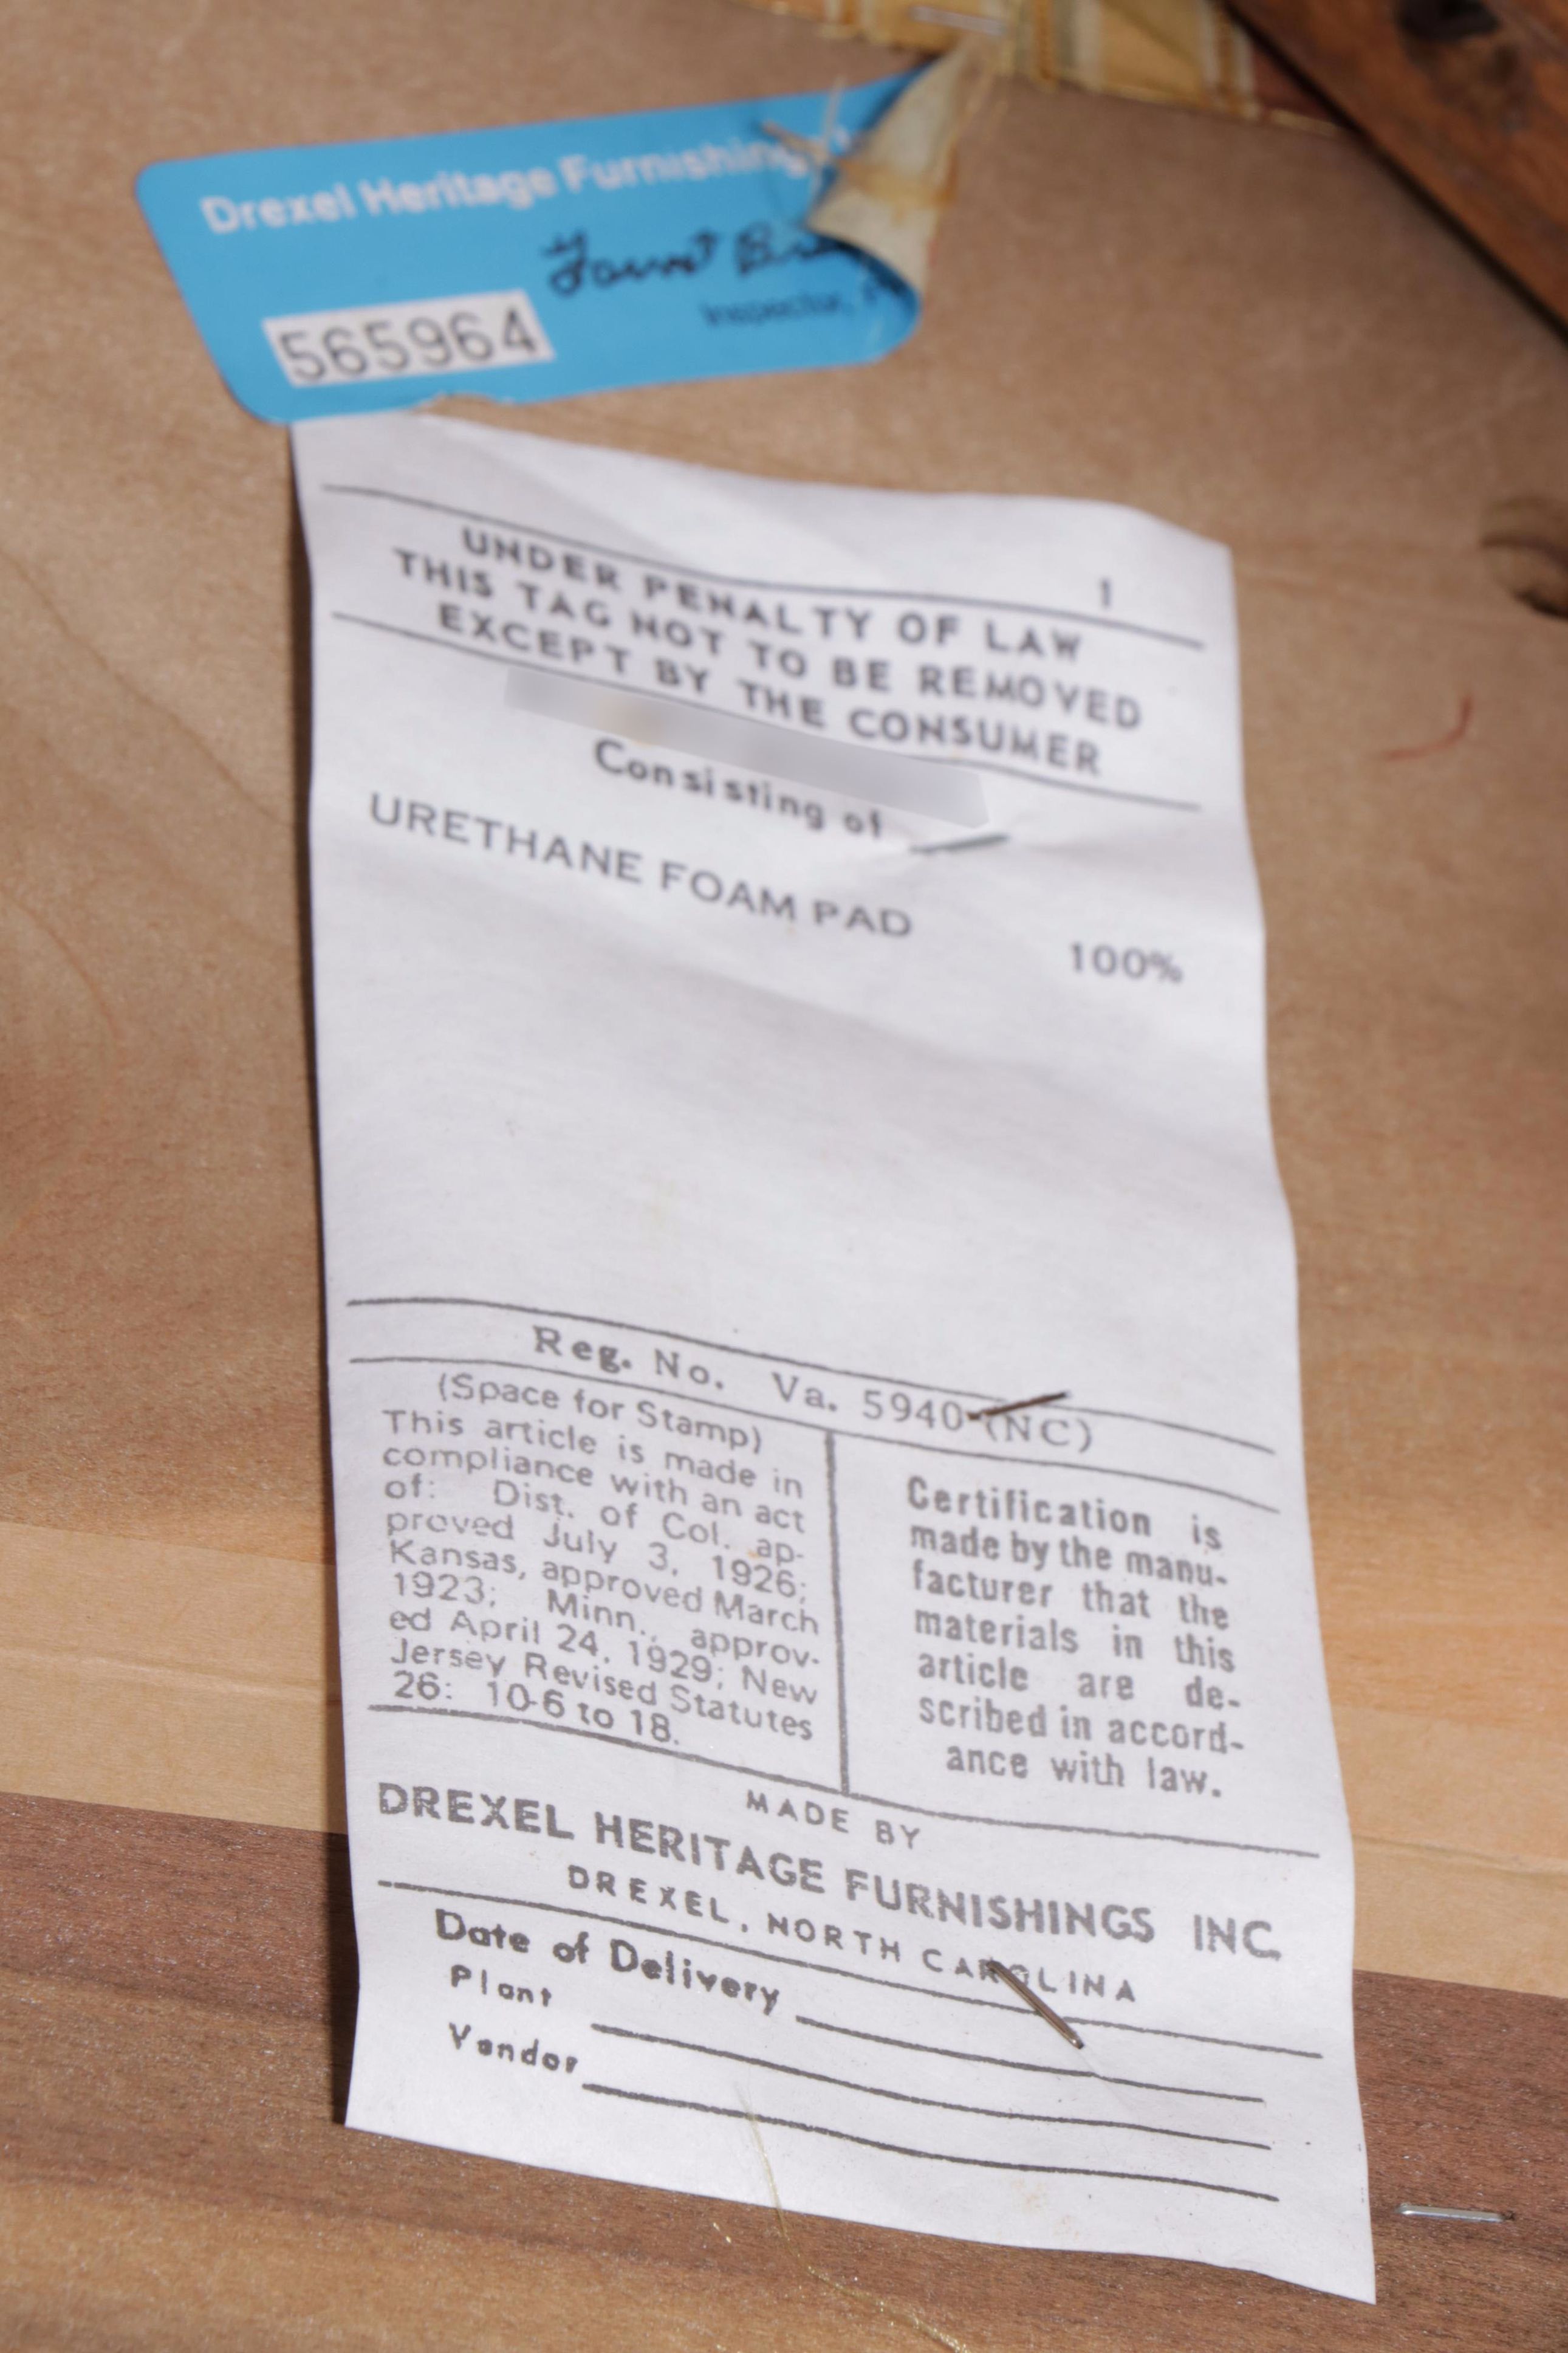 Drexel Heritage Furnishings
565964
Inspector,
1
UNDER PENALTY OF LAW
THIS TAG NOT TO BE REMOVED
EXCEPT BY THE CONSUMER
Consisting of
URETHANE FOAM PAD
100%
Reg. No. Va. 5940-(NC)
(Space for Stamp)
This article is made in
compliance with an act
of: Dist. of Col. ap-
proved July 3, 1926;
Kansas, approved March
1923; Minn., approv-
ed April 24, 1929; New
Jersey Revised Statutes
26: 10-6 to 18.
Certification is
made by the manu-
facturer that the
materials in this
article are de-
scribed in accord-
ance with law.
MADE BY
DREXEL HERITAGE FURNISHINGS INC.
DREXEL, NORTH CAROLINA
Date of Delivery
Plant
Vendor